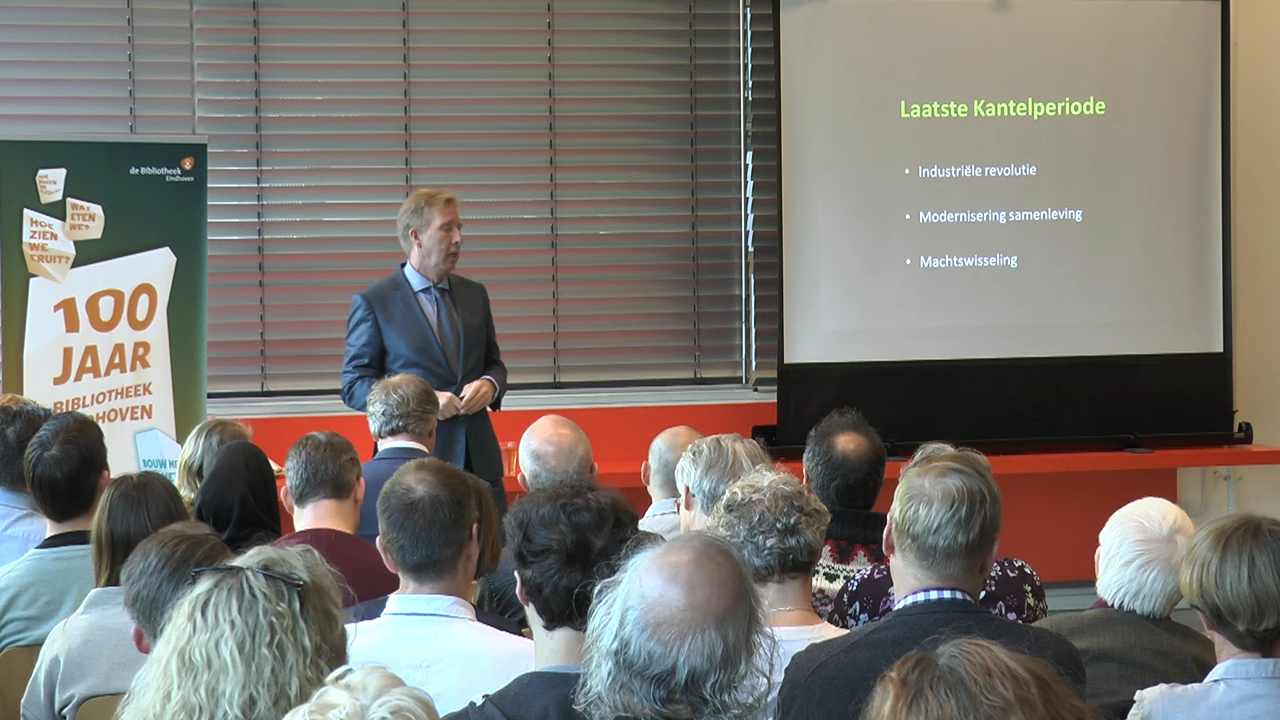 de Bibliotheek
Eindhoven
WAT
ETEN
WE?
HOE
ZIEN
WE
ERUIT?
100
JAAR
BIBLIOTHEEK
DHOVEN
BOUW
Laatste Kantelperiode
• Industriële revolutie
• Modernisering samenleving
• Machtswisseling